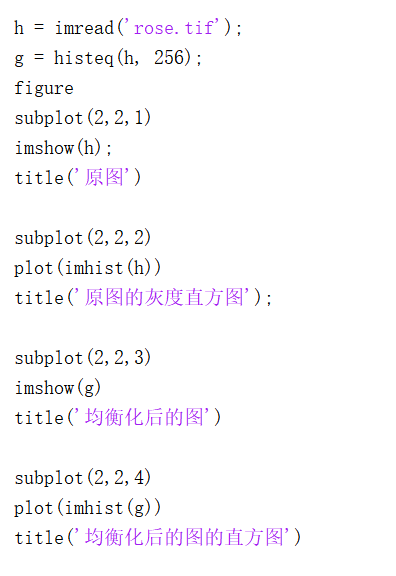 h = imread('rose.tif');
g = histeq(h, 256);
figure
subplot(2,2,1)
imshow(h);
title('原图')
subplot(2,2,2)
plot(imhist(h))
title('原图的灰度直方图');
subplot(2,2,3)
imshow(g)
title('均衡化后的图')
subplot(2,2,4)
plot(imhist(g))
title('均衡化后的图的直方图')